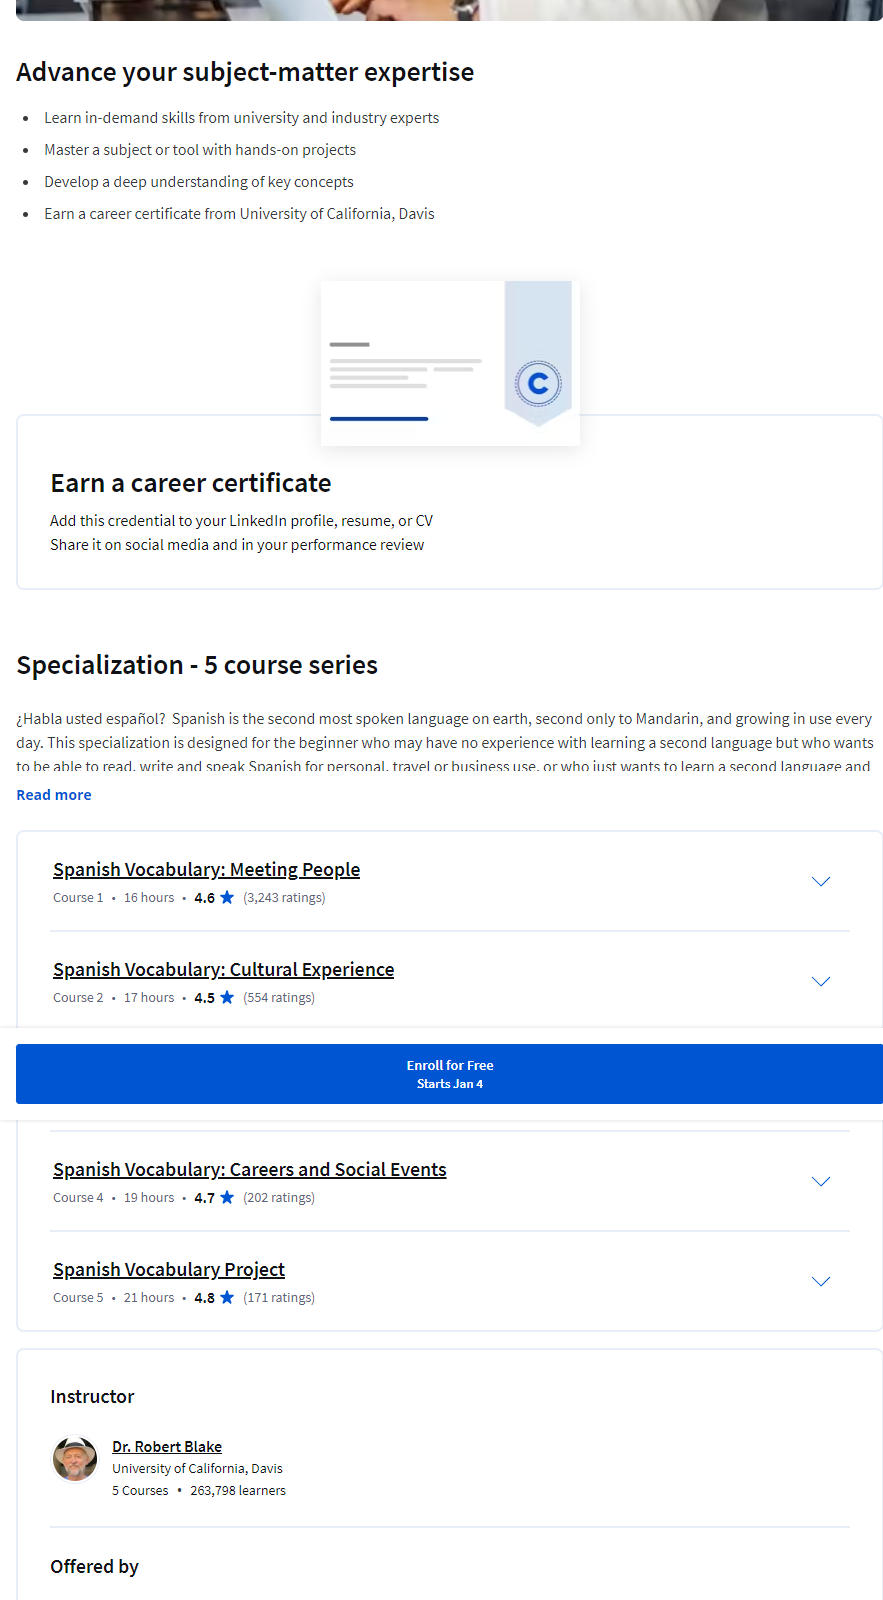 Advance your subject-matter expertise
• Learn in-demand skills from university and industry experts
• Master a subject or tool with hands-on projects
• Develop a deep understanding of key concepts
• Earn a career certificate from University of California, Davis
C
Earn a career certificate
Add this credential to your LinkedIn profile, resume, or CV
Share it on social media and in your performance review
Specialization - 5 course series
¿Habla usted español?  Spanish is the second most spoken language on earth, second only to Mandarin, and growing in use every
day. This specialization is designed for the beginner who may have no experience with learning a second language but who wants
to be able to read, write and speak Spanish for personal, travel or business use, or who just wants to learn a second language and
Read more
Spanish Vocabulary: Meeting People
Course 1 • 16 hours • 4.6 ★ (3,243 ratings)
Spanish Vocabulary: Cultural Experience
Course 2 • 17 hours • 4.5 ★ (554 ratings)
Enroll for Free
Starts Jan 4
Spanish Vocabulary: Careers and Social Events
Course 4 • 19 hours • 4.7 ★ (202 ratings)
Spanish Vocabulary Project
Course 5 • 21 hours • 4.8 ★ (171 ratings)
Instructor
Dr. Robert Blake
University of California, Davis
5 Courses • 263,798 learners
Offered by